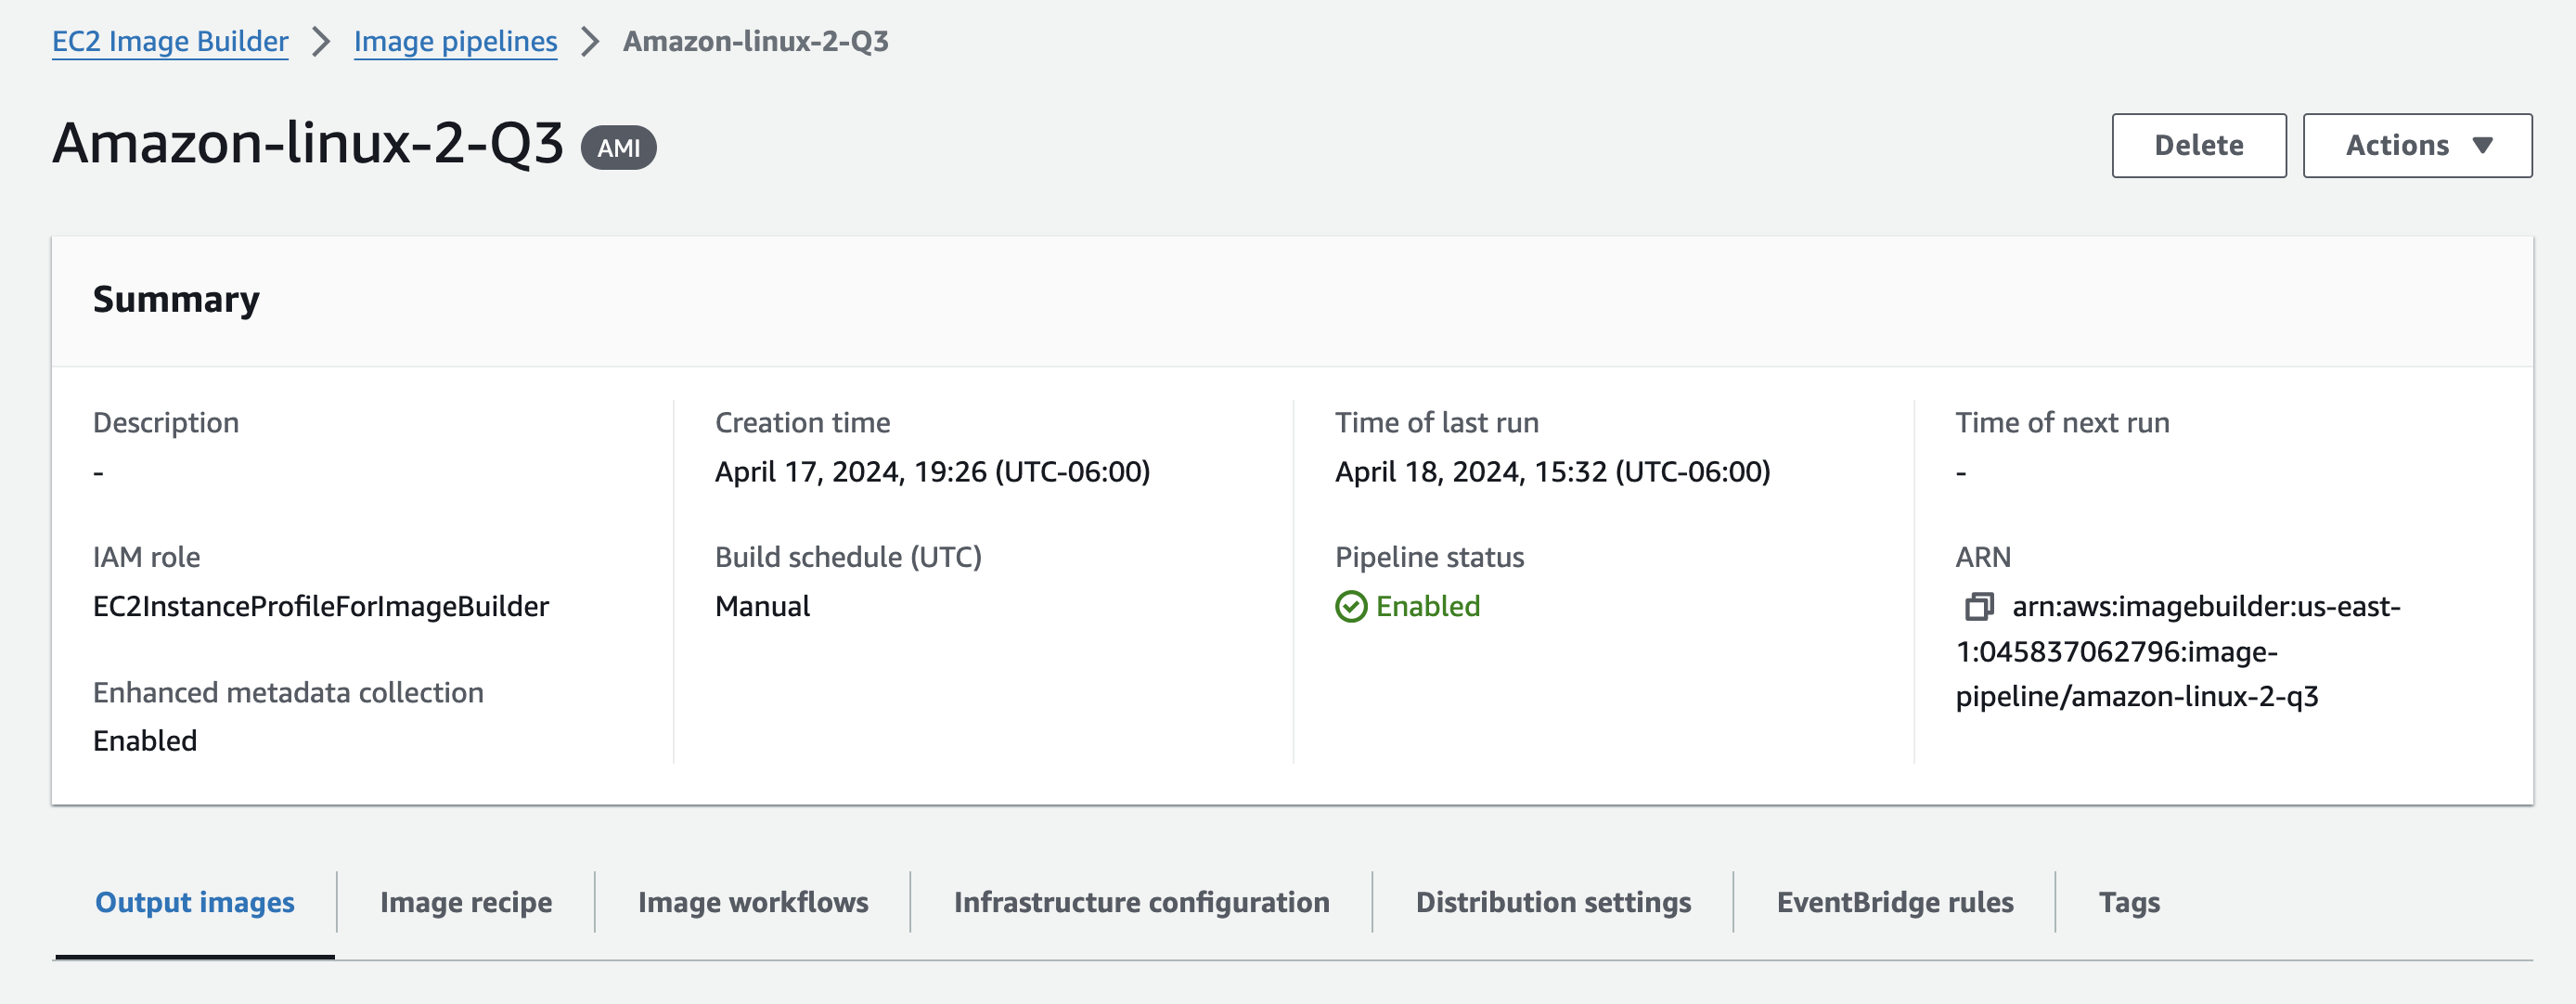 EC2 Image Builder > Image pipelines > Amazon-linux-2-Q3
Amazon-linux-2-Q3 AMI
Delete
Actions
Summary
Description
-
IAM role
EC2InstanceProfileForImageBuilder
Enhanced metadata collection
Enabled
Creation time
April 17, 2024, 19:26 (UTC-06:00)
Build schedule (UTC)
Manual
Time of last run
April 18, 2024, 15:32 (UTC-06:00)
Pipeline status
Enabled
Time of next run
-
ARN
arn:aws:imagebuilder:us-east-
1:045837062796:image-
pipeline/amazon-linux-2-q3
Output images
Image recipe
Image workflows
Infrastructure configuration
Distribution settings
EventBridge rules
Tags